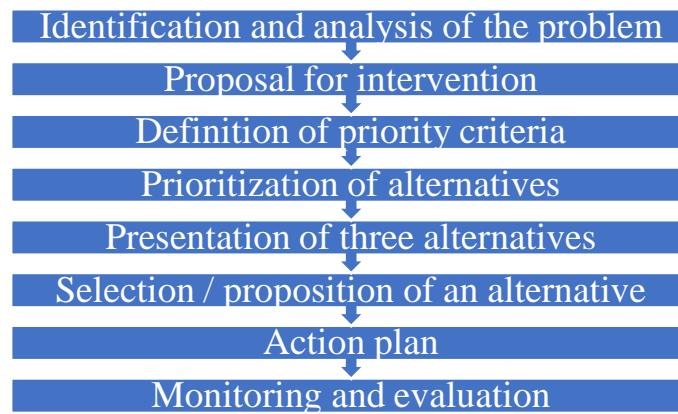 Identification and analysis of the problem
Proposal for intervention
Definition of priority criteria
Prioritization of alternatives
Presentation of three alternatives
Selection / proposition of an alternative
Action plan
Monitoring and evaluation